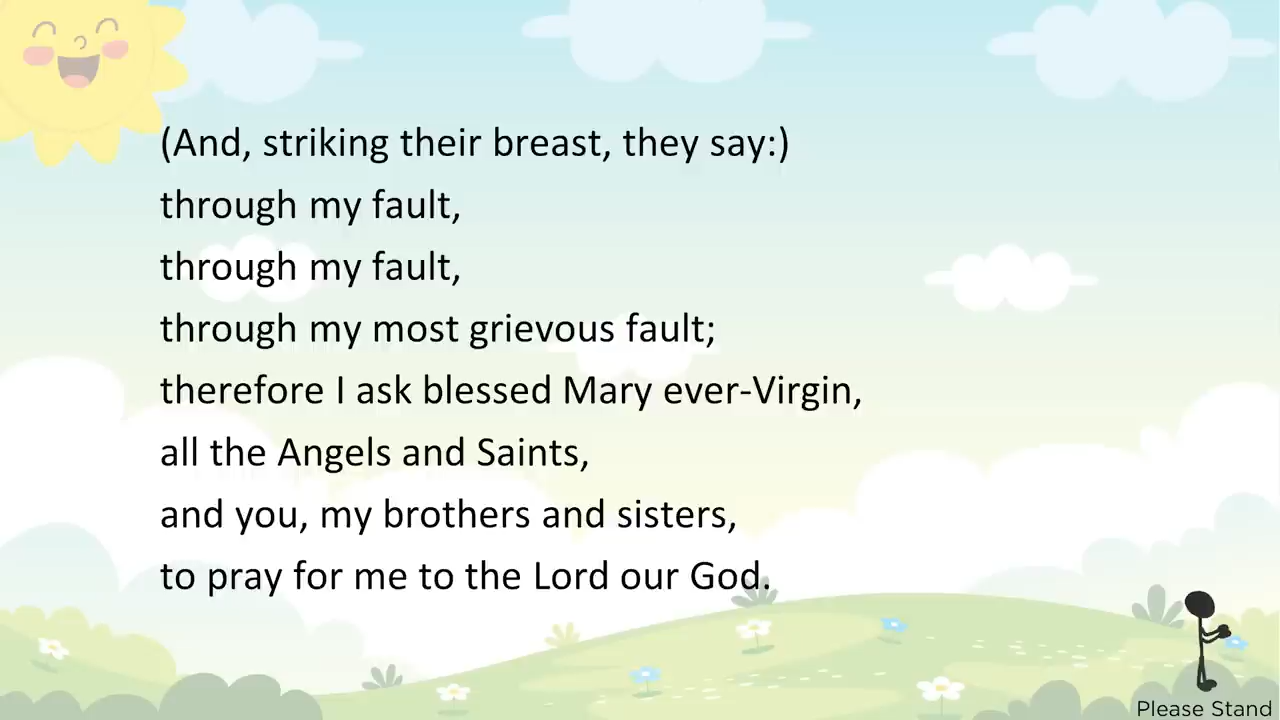 (And, striking their breast, they say:)
through my fault,
through my fault,
through my most grievous fault;
therefore I ask blessed Mary ever-Virgin,
all the Angels and Saints,
and you, my brothers and sisters,
to pray for me to the Lord our God.
Please Stand